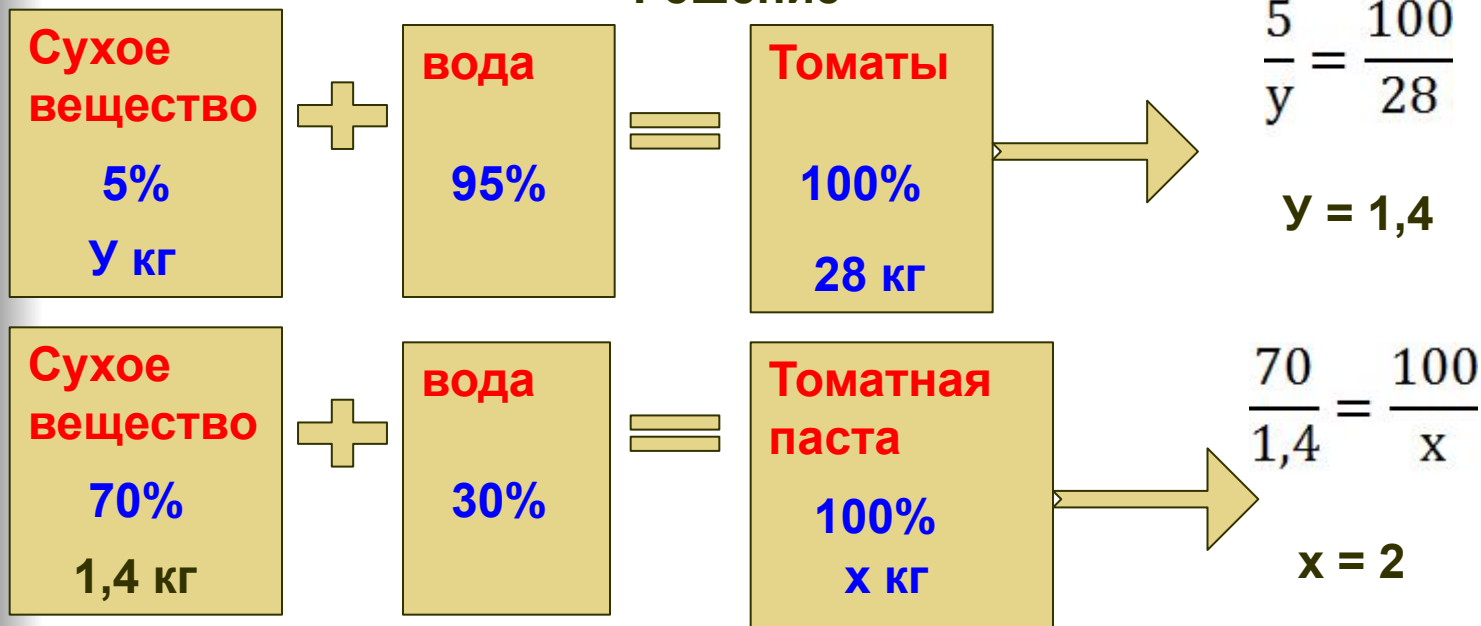 Решение
Сухое
вещество
5%
У кг
вода
95%
Томаты
100%
28 кг
5/y = 100/28
У = 1,4
Сухое
вещество
70%
1,4 кг
вода
30%
Томатная
паста
100%
х кг
70/1,4 = 100/x
х = 2